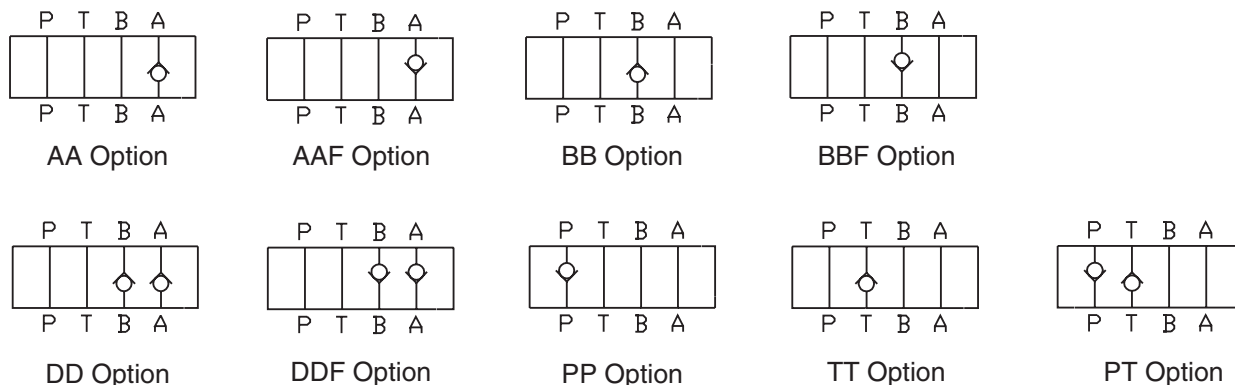 P T B A P T B A P T B A P T B A
P T B A P T B A P T B A P T B A
AA Option AAF Option BB Option BBF Option
P T B A P T B A P T B A P T B A P T B A
P T B A P T B A P T B A P T B A P T B A
DD Option DDF Option PP Option TT Option PT Option